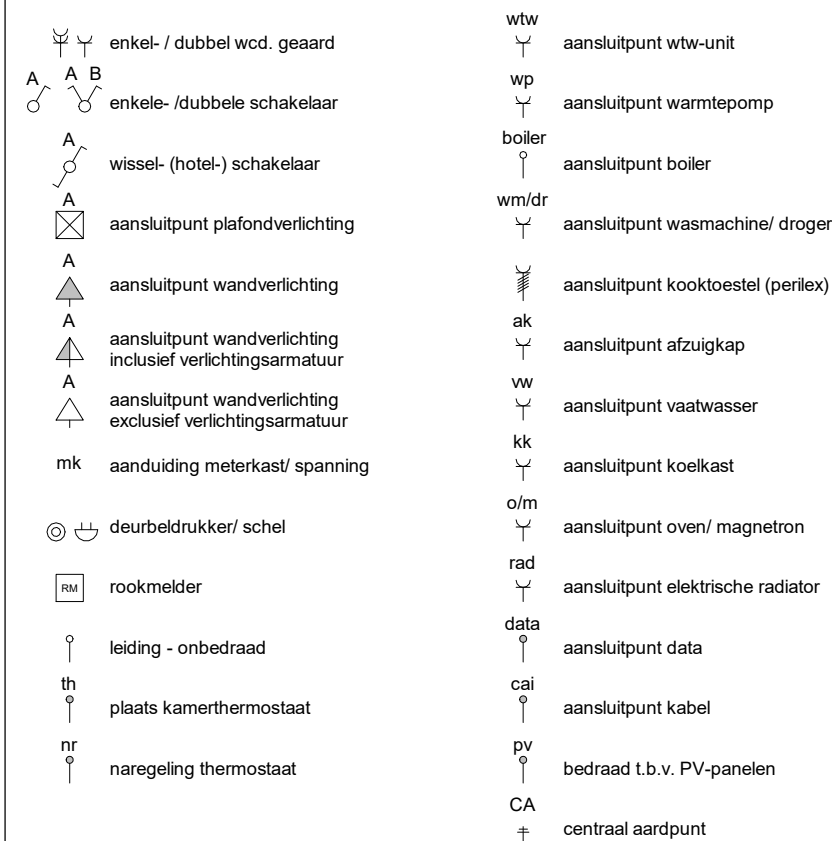 enkel- / dubbel wcd. geaard
A A B
enkele- /dubbele schakelaar
A
wissel- (hotel-) schakelaar
A
aansluitpunt plafondverlichting
A
aansluitpunt wandverlichting
A
aansluitpunt wandverlichting
inclusief verlichtingsarmatuur
A
aansluitpunt wandverlichting
exclusief verlichtingsarmatuur
mk aanduiding meterkast/ spanning
deurbeldrukker/ schel
RM rookmelder
leiding - onbedraad
th
plaats kamerthermostaat
nr
naregeling thermostaat
wtw
aansluitpunt wtw-unit
wp
aansluitpunt warmtepomp
boiler
aansluitpunt boiler
wm/dr
aansluitpunt wasmachine/ droger
aansluitpunt kooktoestel (perilex)
ak
aansluitpunt afzuigkap
vw
aansluitpunt vaatwasser
kk
aansluitpunt koelkast
o/m
aansluitpunt oven/ magnetron
rad
aansluitpunt elektrische radiator
data
aansluitpunt data
cai
aansluitpunt kabel
pv
bedraad t.b.v. PV-panelen
CA
centraal aardpunt